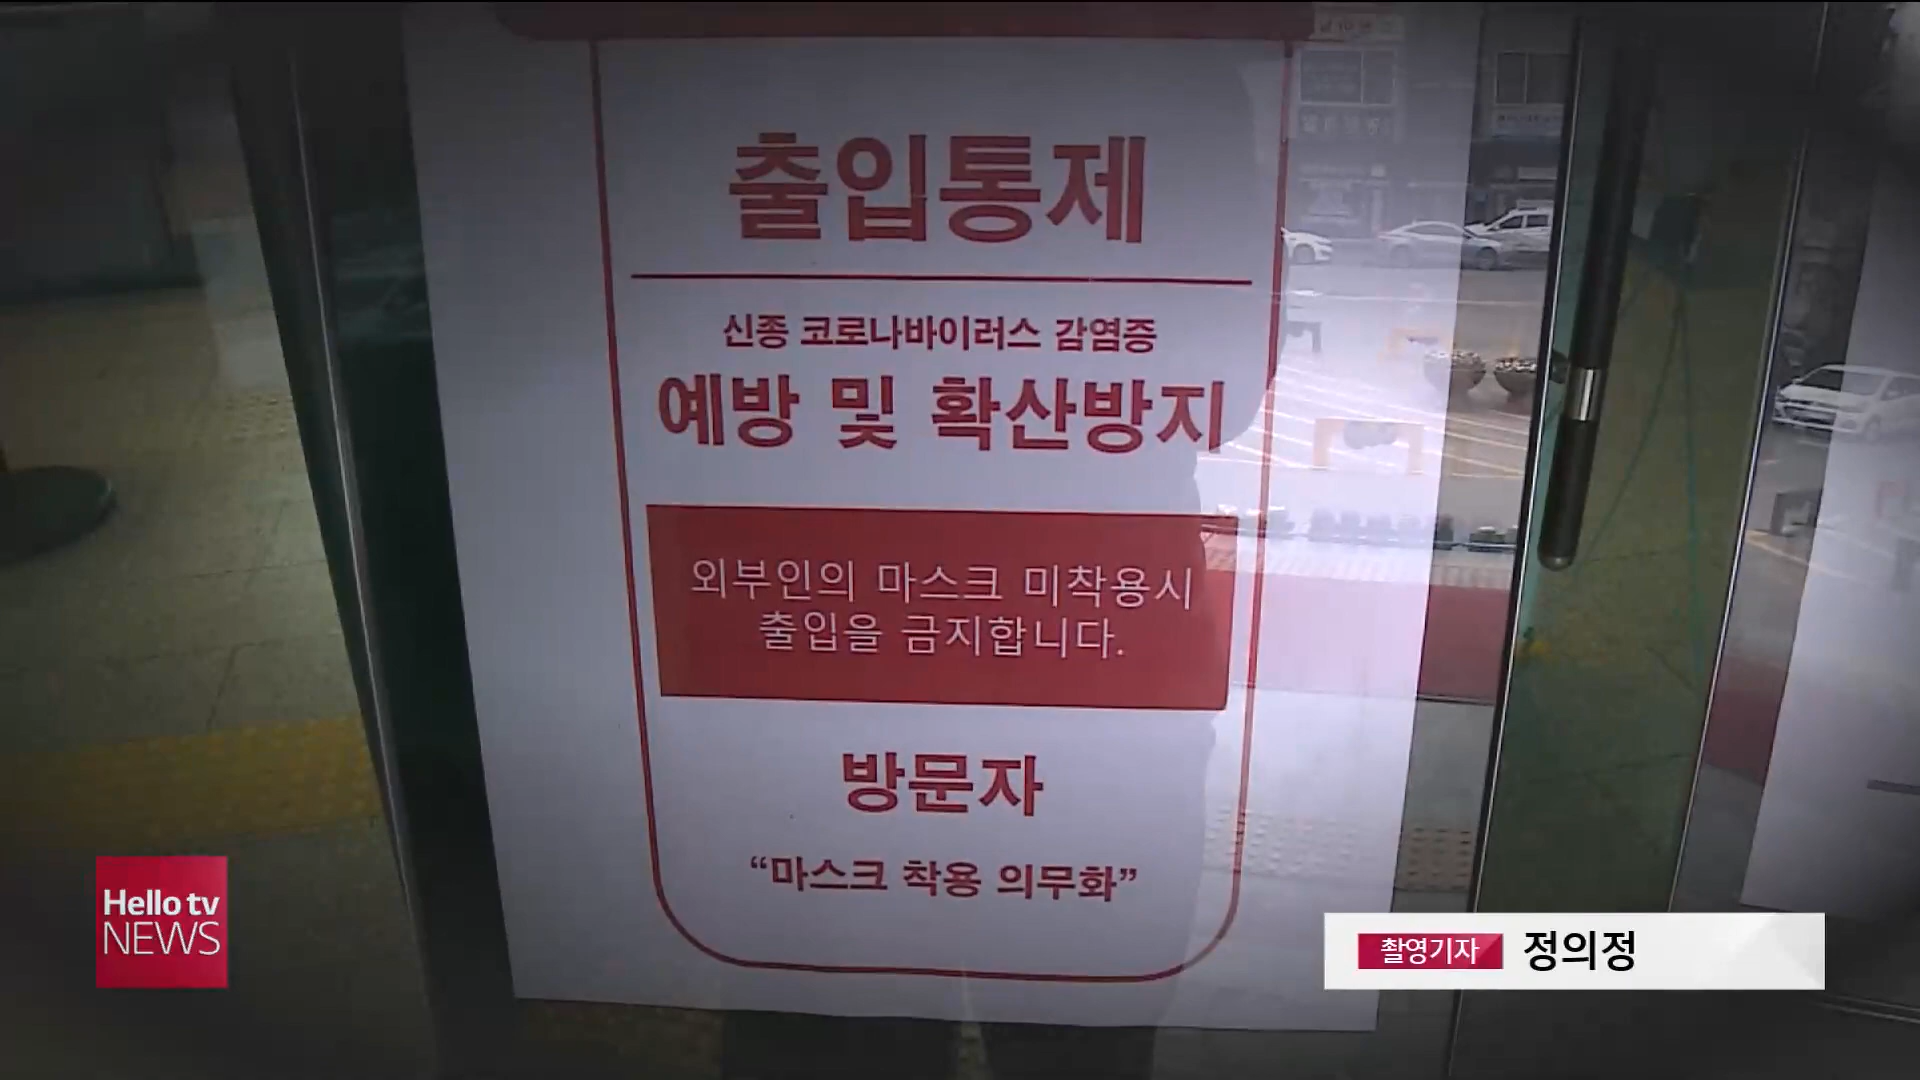 출입통제
신종 코로나바이러스 감염증
예방 및 확산방지
외부인의 마스크 미착용시
출입을 금지합니다.
방문자
“마스크 착용 의무화”
Hello tv
NEWS
촬영기자 정의정